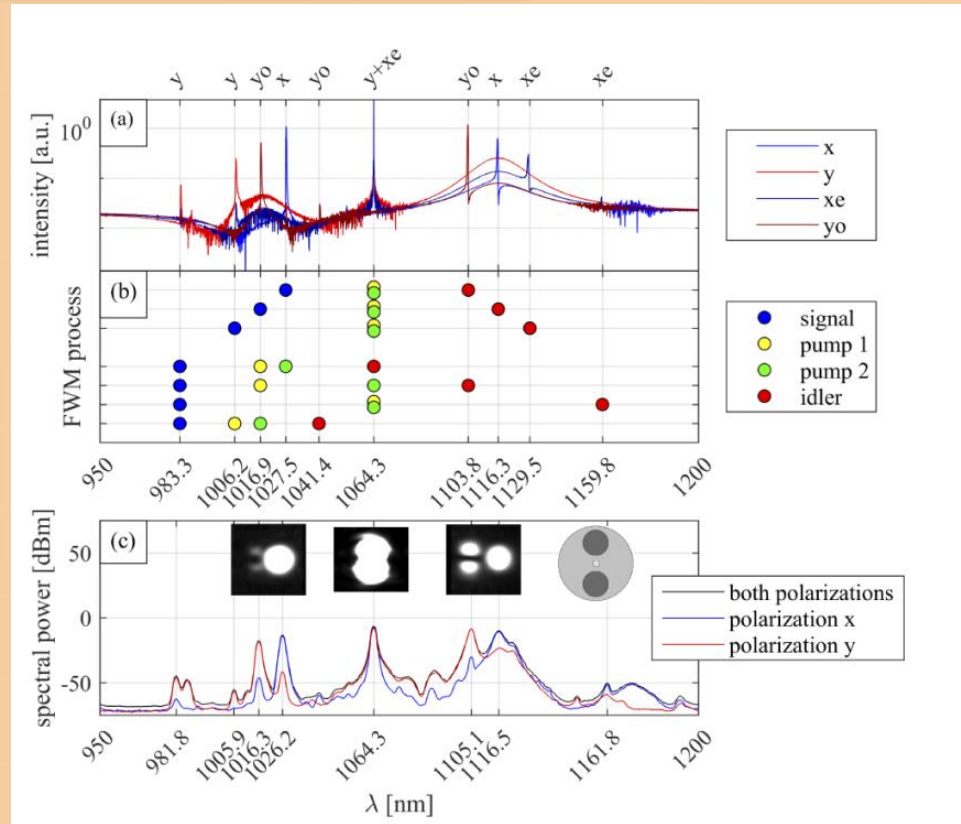 y y yo x yo y+xe yo x xe xe
(a)
10⁰
intensity [a.u.]
x
y
xe
yo
(b)
FWM process
signal
pump 1
pump 2
idler
950 983.3 1006.2 1016.9 1027.5 1041.4 1064.3 1103.8 1116.3 1129.5 1159.8 1200
(c)
spectral power [dBm]
50
0
-50
both polarizations
polarization x
polarization y
950 981.8 1005.9 1016.3 1026.2 1064.3 1105.1 1116.5 1161.8 1200
λ [nm]